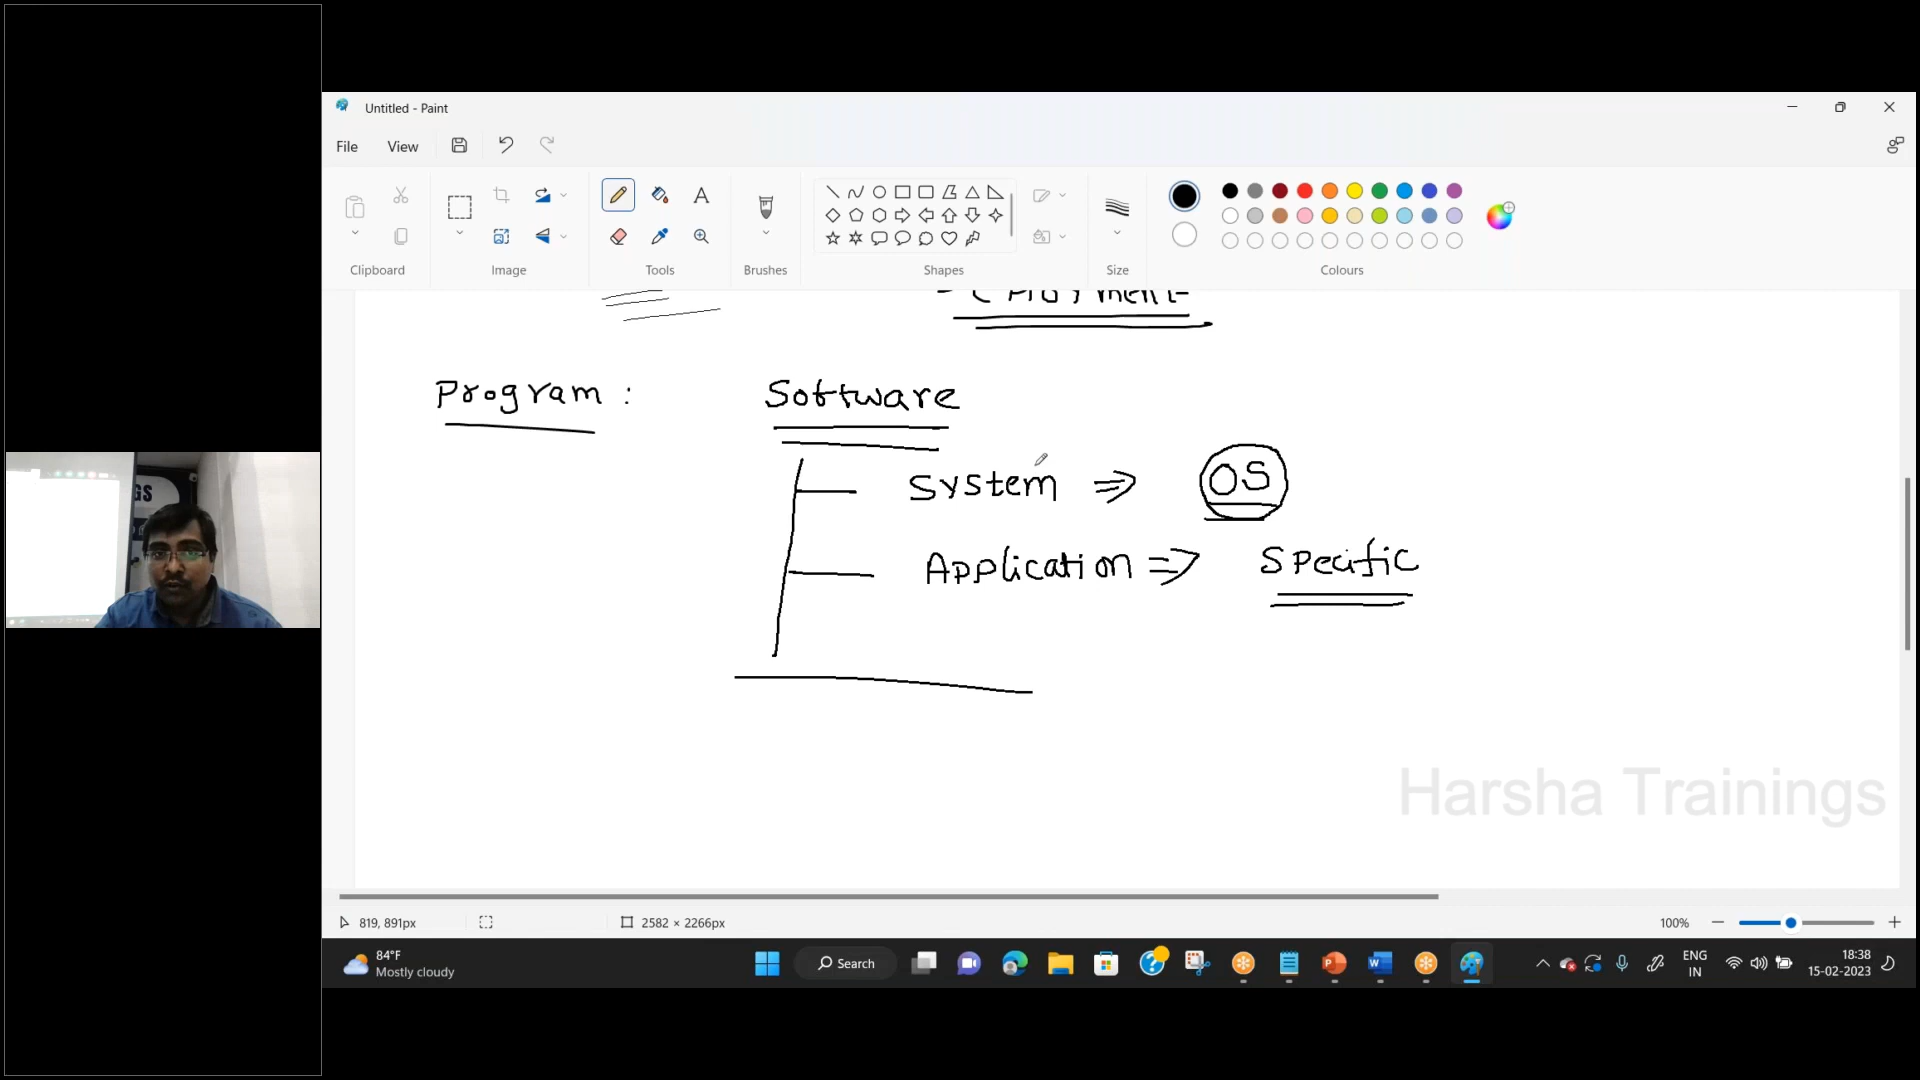 Untitled - Paint
File View
Clipboard Image Tools Brushes Shapes Size Colours
Program : Software
System ⇒ OS
Application ⇒ Specific
Harsha Trainings
819, 891px 2582 × 2266px 100%
84°F
Mostly cloudy
Search
ENG
IN
18:38
15-02-2023
GS